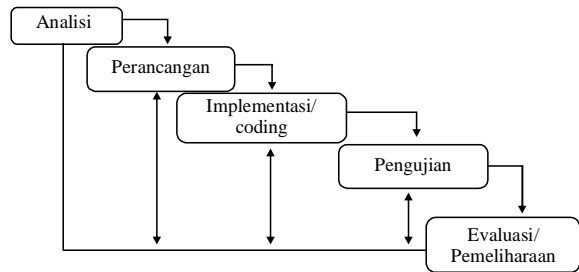 Analisi
Perancangan
Implementasi/
coding
Pengujian
Evaluasi/
Pemeliharaan